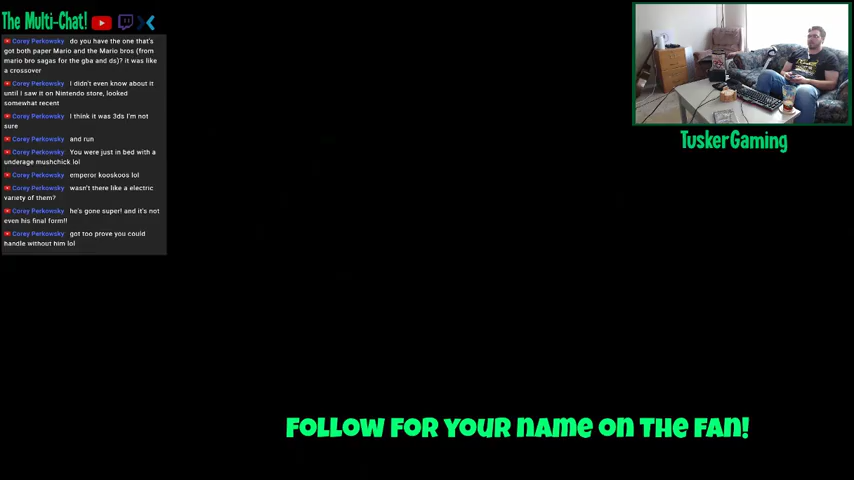 The Multi-Chat!
Corey Perkowsky do you have the one that's
got both paper Mario and the Mario bros (from
mario bro sagas for the gba and ds)? it was like
a crossover
Corey Perkowsky I didn't even know about it
until I saw it on Nintendo store, looked
somewhat recent
Corey Perkowsky I think it was 3ds I'm not
sure
Corey Perkowsky and run
Corey Perkowsky You were just in bed with a
underage mushchick lol
Corey Perkowsky emperor kooskoos lol
Corey Perkowsky wasn't there like a electric
variety of them?
Corey Perkowsky he's gone super! and it's not
even his final form!!
Corey Perkowsky got too prove you could
handle without him lol
TuskerGaming
Follow for your name on the fan!